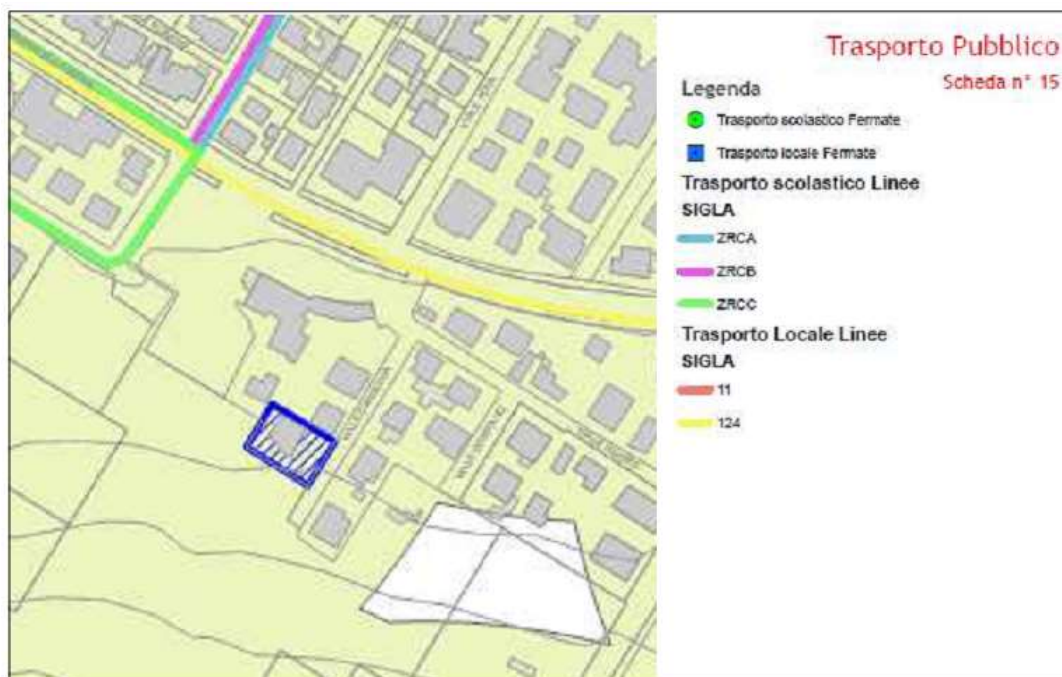 Trasporto Pubblico
Scheda n° 15
Legenda
Trasporto scolastico Fermate
Trasporto locale Fermate
Trasporto scolastico Linee
SIGLA
ZRCA
ZRCB
ZRCC
Trasporto Locale Linee
SIGLA
11
124